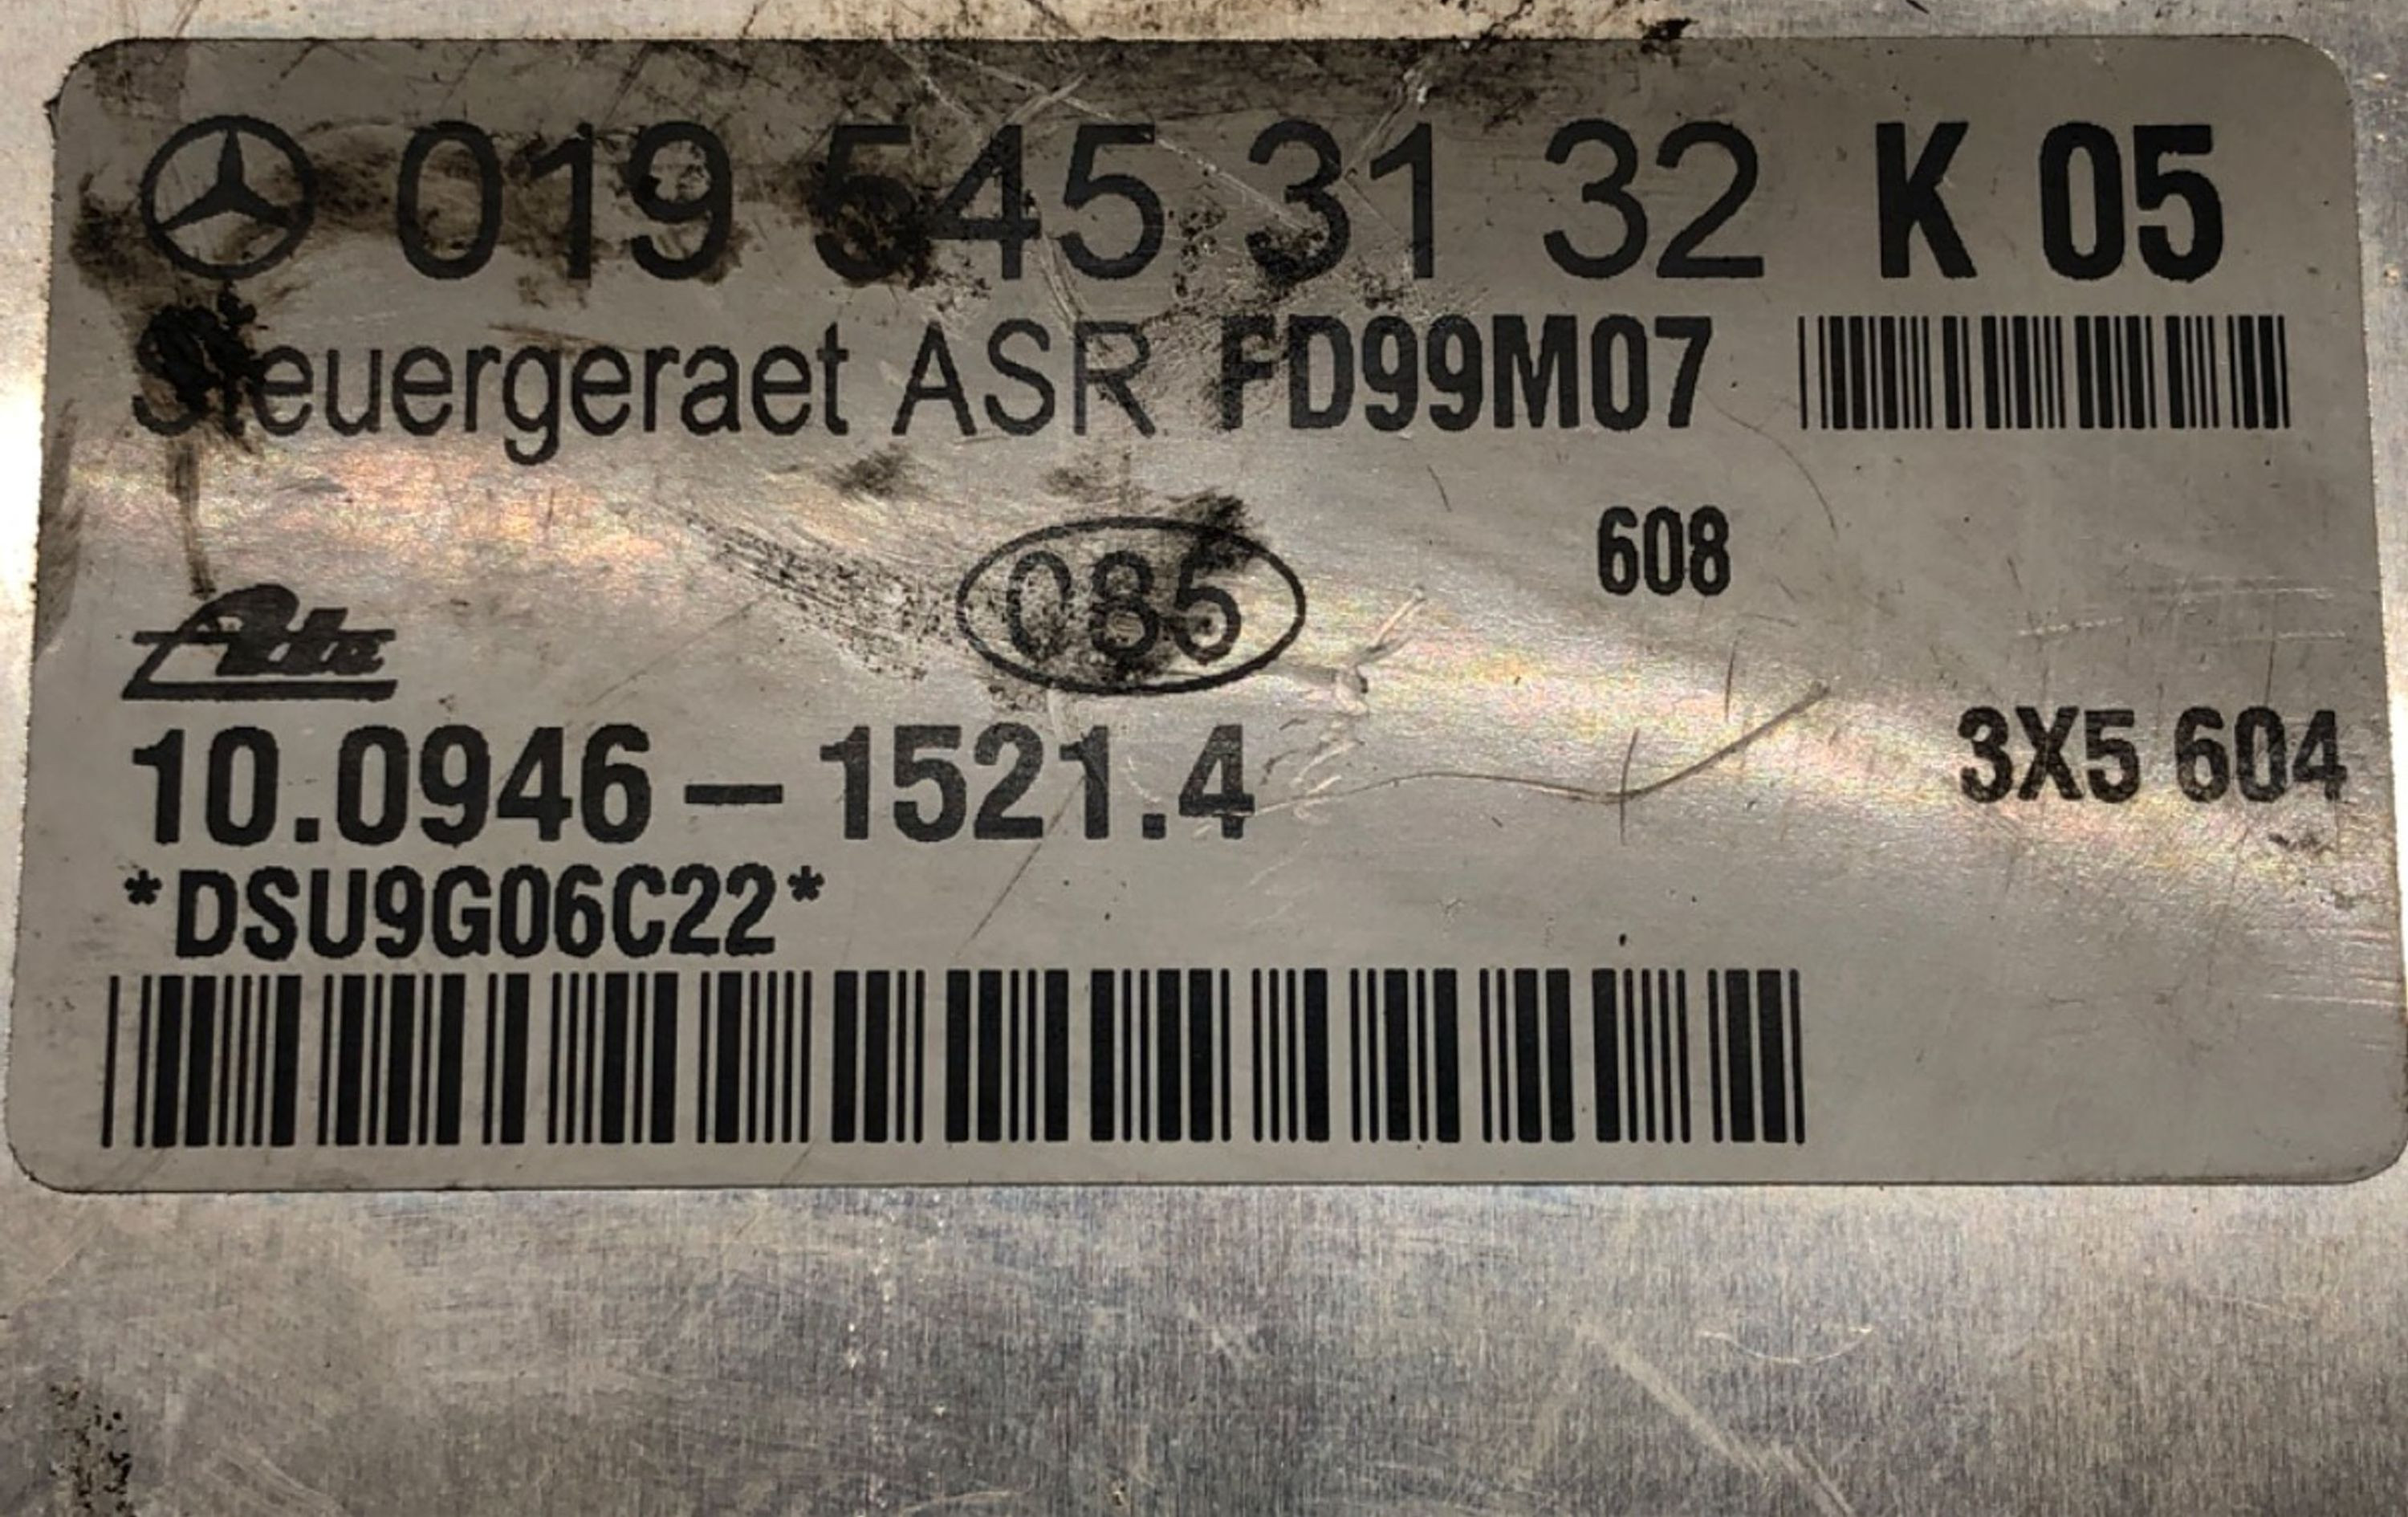 019 545 31 32 K 05
Steuergeraet ASR FD99M07
085
608
Ate
10.0946-1521.4
3X5 604
*DSU9G06C22*